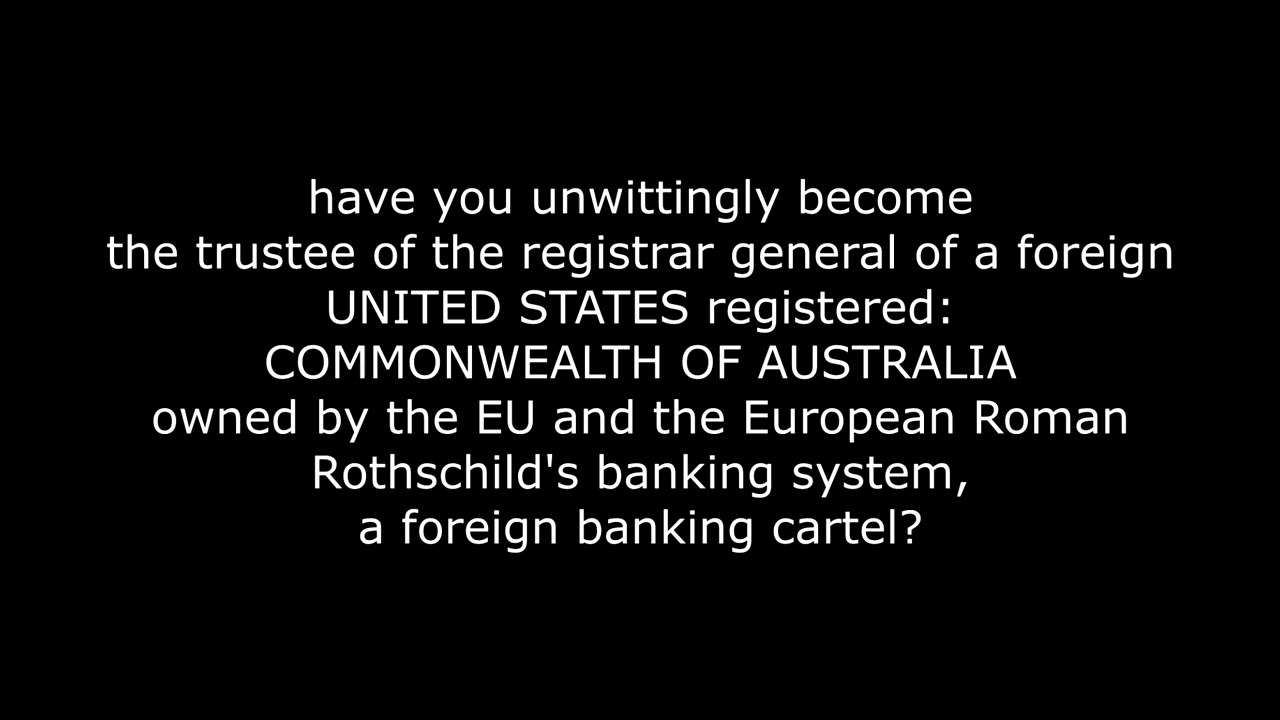 have you unwittingly become
the trustee of the registrar general of a foreign
UNITED STATES registered:
COMMONWEALTH OF AUSTRALIA
owned by the EU and the European Roman
Rothschild's banking system,
a foreign banking cartel?